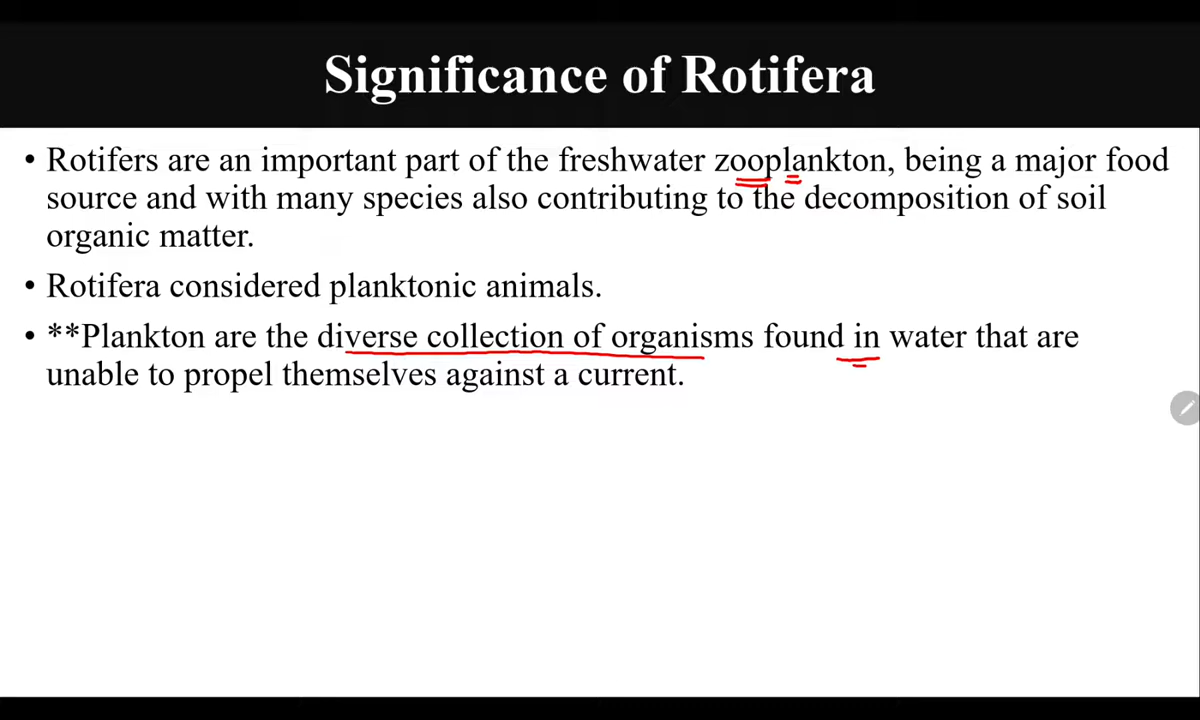 Significance of Rotifera
• Rotifers are an important part of the freshwater zooplankton, being a major food
source and with many species also contributing to the decomposition of soil
organic matter.
• Rotifera considered planktonic animals.
• **Plankton are the diverse collection of organisms found in water that are
unable to propel themselves against a current.